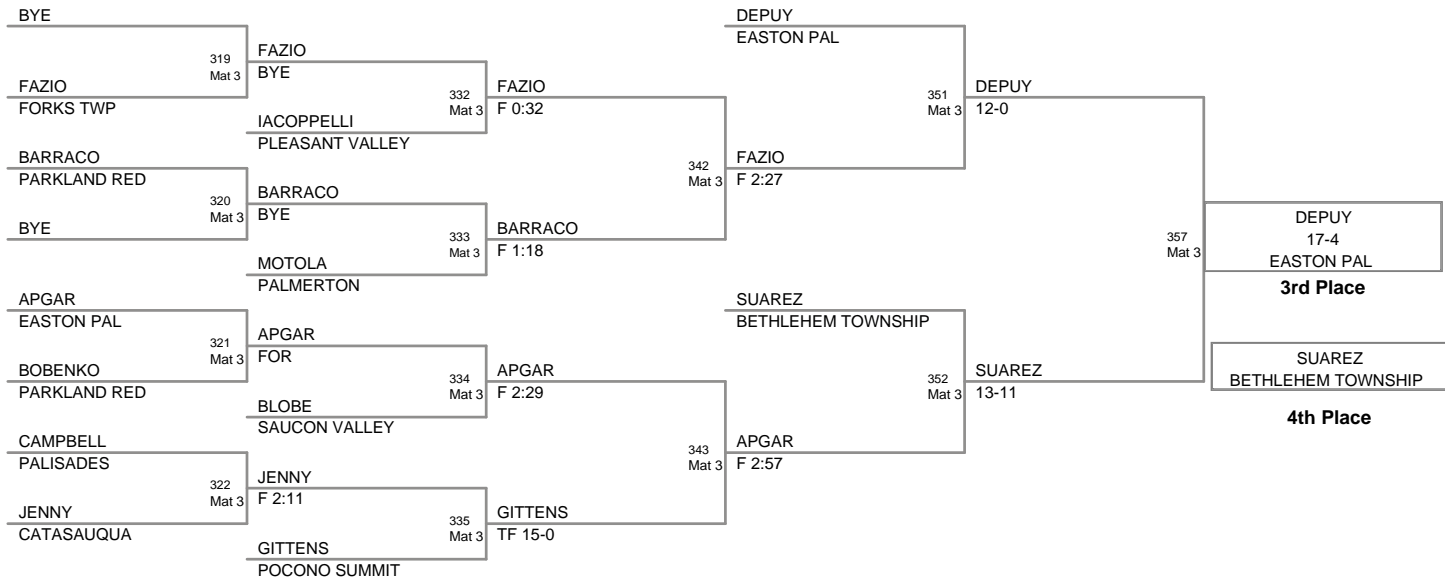 BYE
319
Mat 3
FAZIO
FORKS TWP
BARRACO
PARKLAND RED
320
Mat 3
BYE
APGAR
EASTON PAL
321
Mat 3
BOBENKO
PARKLAND RED
CAMPBELL
PALISADES
322
Mat 3
JENNY
CATASAUQUA
FAZIO
BYE
332
Mat 3
IACOPPELLI
PLEASANT VALLEY
BARRACO
BYE
333
Mat 3
MOTOLA
PALMERTON
APGAR
FOR
334
Mat 3
BLOBE
SAUCON VALLEY
JENNY
F 2:11
335
Mat 3
GITTENS
POCONO SUMMIT
FAZIO
F 0:32
342
Mat 3
BARRACO
F 1:18
APGAR
F 2:29
343
Mat 3
GITTENS
TF 15-0
DEPUY
EASTON PAL
351
Mat 3
FAZIO
F 2:27
SUAREZ
BETHLEHEM TOWNSHIP
352
Mat 3
APGAR
F 2:57
DEPUY
12-0
357
Mat 3
SUAREZ
13-11
DEPUY
17-4
EASTON PAL
3rd Place
SUAREZ
BETHLEHEM TOWNSHIP
4th Place